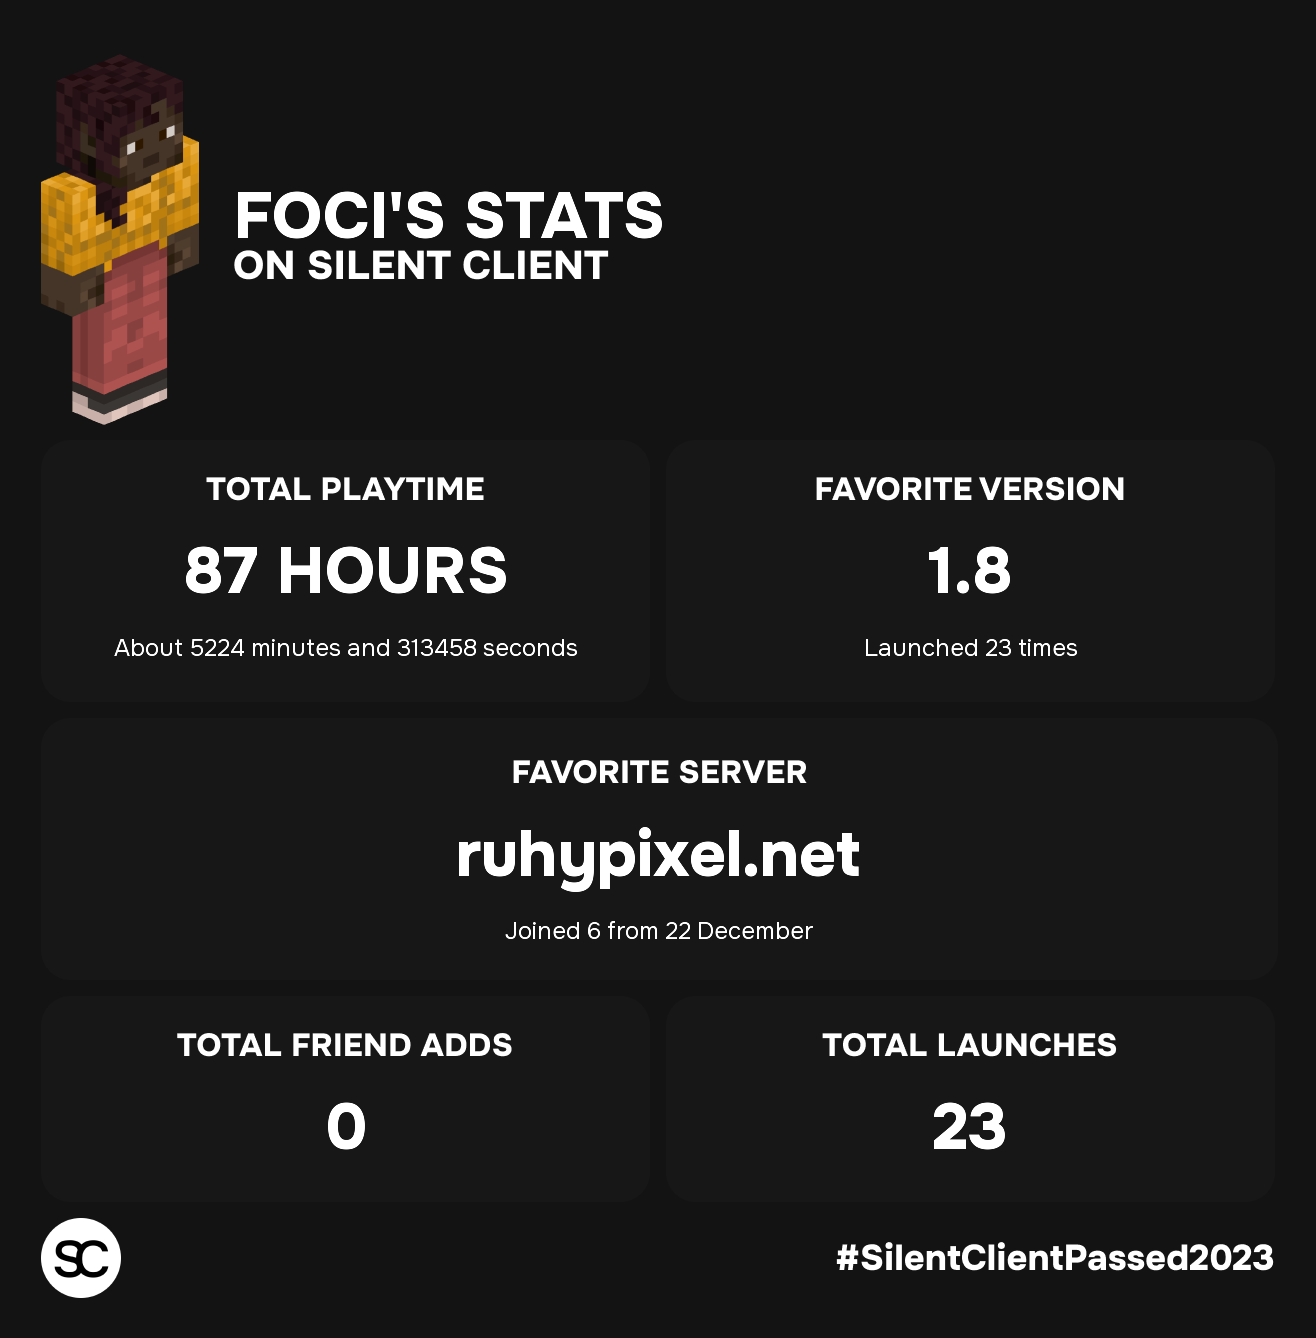 FOCI'S STATS
ON SILENT CLIENT
TOTAL PLAYTIME
87 HOURS
About 5224 minutes and 313458 seconds
FAVORITE VERSION
1.8
Launched 23 times
FAVORITE SERVER
ruhypixel.net
Joined 6 from 22 December
TOTAL FRIEND ADDS
0
TOTAL LAUNCHES
23
SC
#SilentClientPassed2023